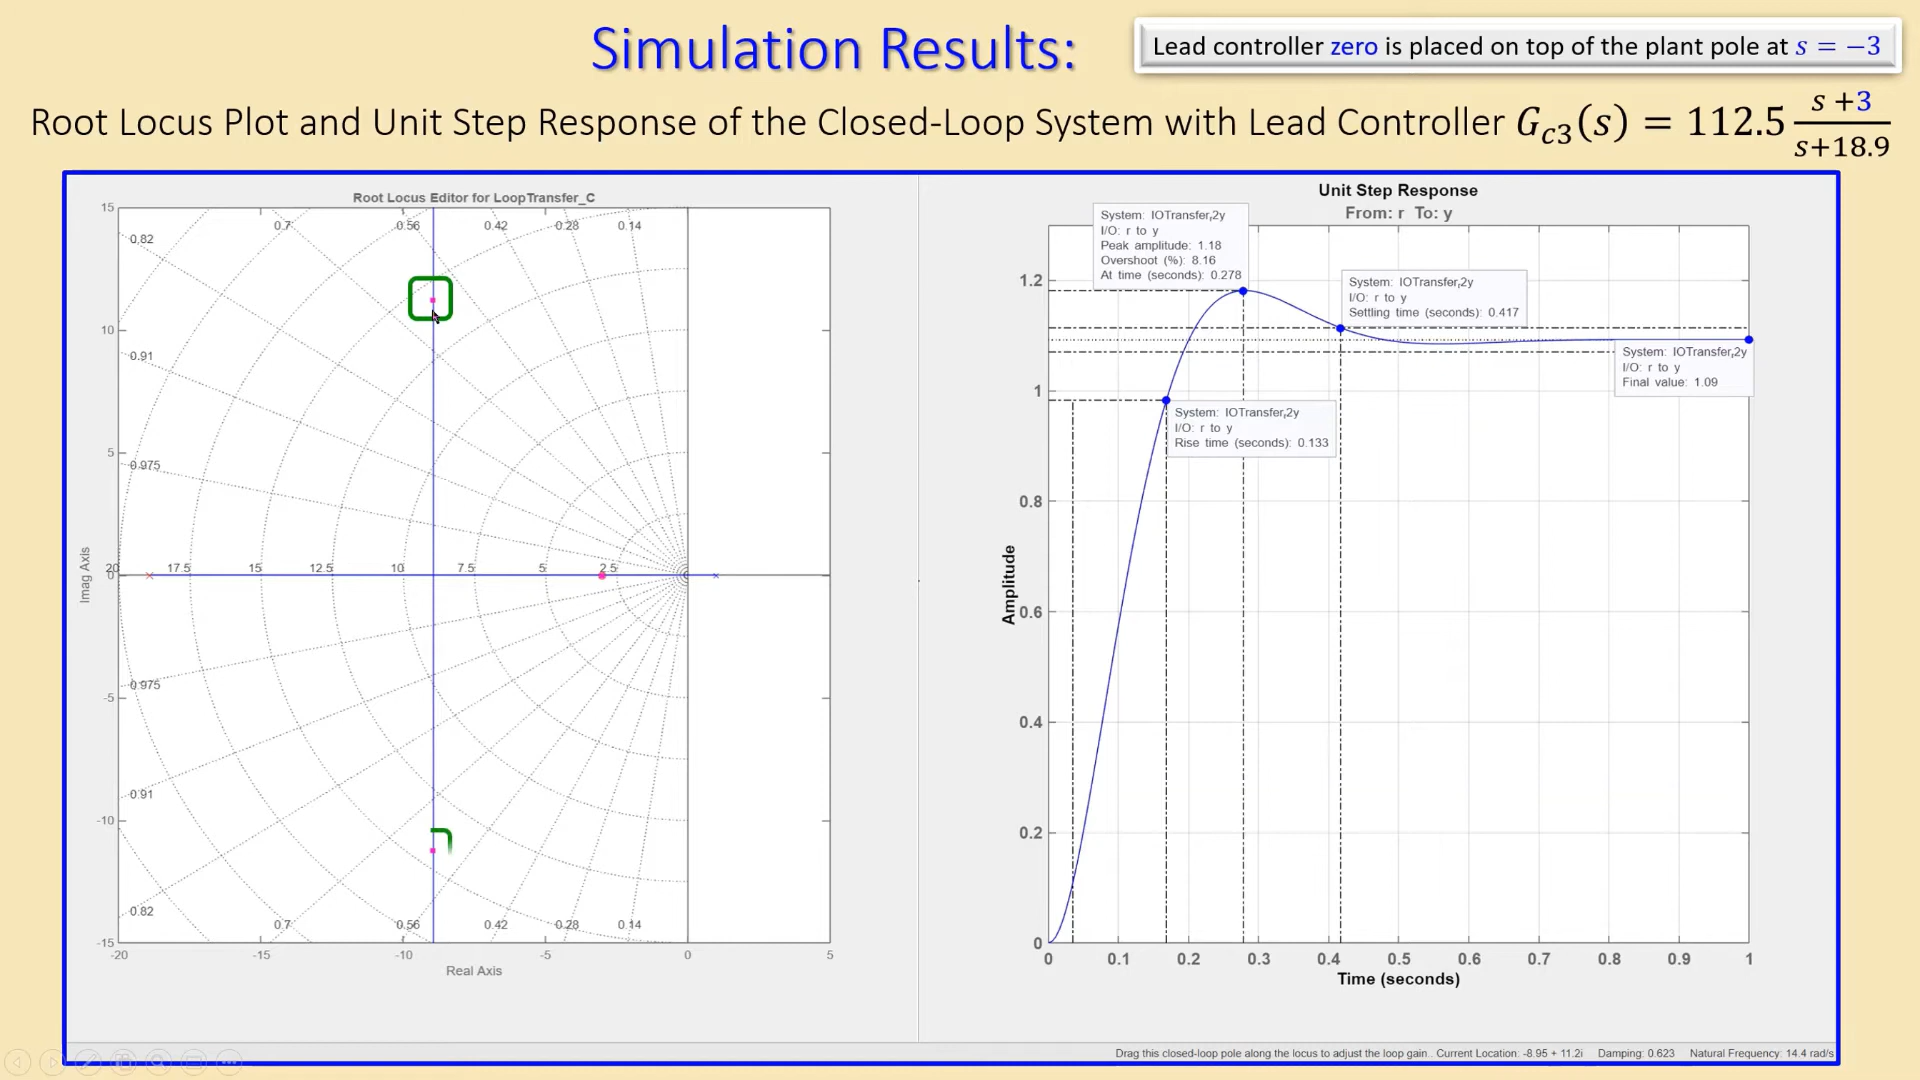 Simulation Results:
Lead controller zero is placed on top of the plant pole at s = −3
Root Locus Plot and Unit Step Response of the Closed-Loop System with Lead Controller G_c3(s) = 112.5 (s +3)/(s+18.9)
Root Locus Editor for LoopTransfer_C
15
10
5
0
-5
-10
-15
Imag Axis
0.82
0.7
0.56
0.42
0.28
0.14
0.91
0.975
20
17.5
15
12.5
10
7.5
5
2.5
0.975
0.91
0.82
0.7
0.56
0.42
0.28
0.14
-20
-15
-10
-5
0
5
Real Axis
Unit Step Response
From: r To: y
System: IOTransfer,2y
I/O: r to y
Peak amplitude: 1.18
Overshoot (%): 8.16
At time (seconds): 0.278
System: IOTransfer,2y
I/O: r to y
Settling time (seconds): 0.417
System: IOTransfer,2y
I/O: r to y
Final value: 1.09
System: IOTransfer,2y
I/O: r to y
Rise time (seconds): 0.133
1.2
1
0.8
0.6
0.4
0.2
0
Amplitude
0
0.1
0.2
0.3
0.4
0.5
0.6
0.7
0.8
0.9
1
Time (seconds)
Drag this closed-loop pole along the locus to adjust the loop gain.. Current Location: -8.95 + 11.2i Damping: 0.623 Natural Frequency: 14.4 rad/s